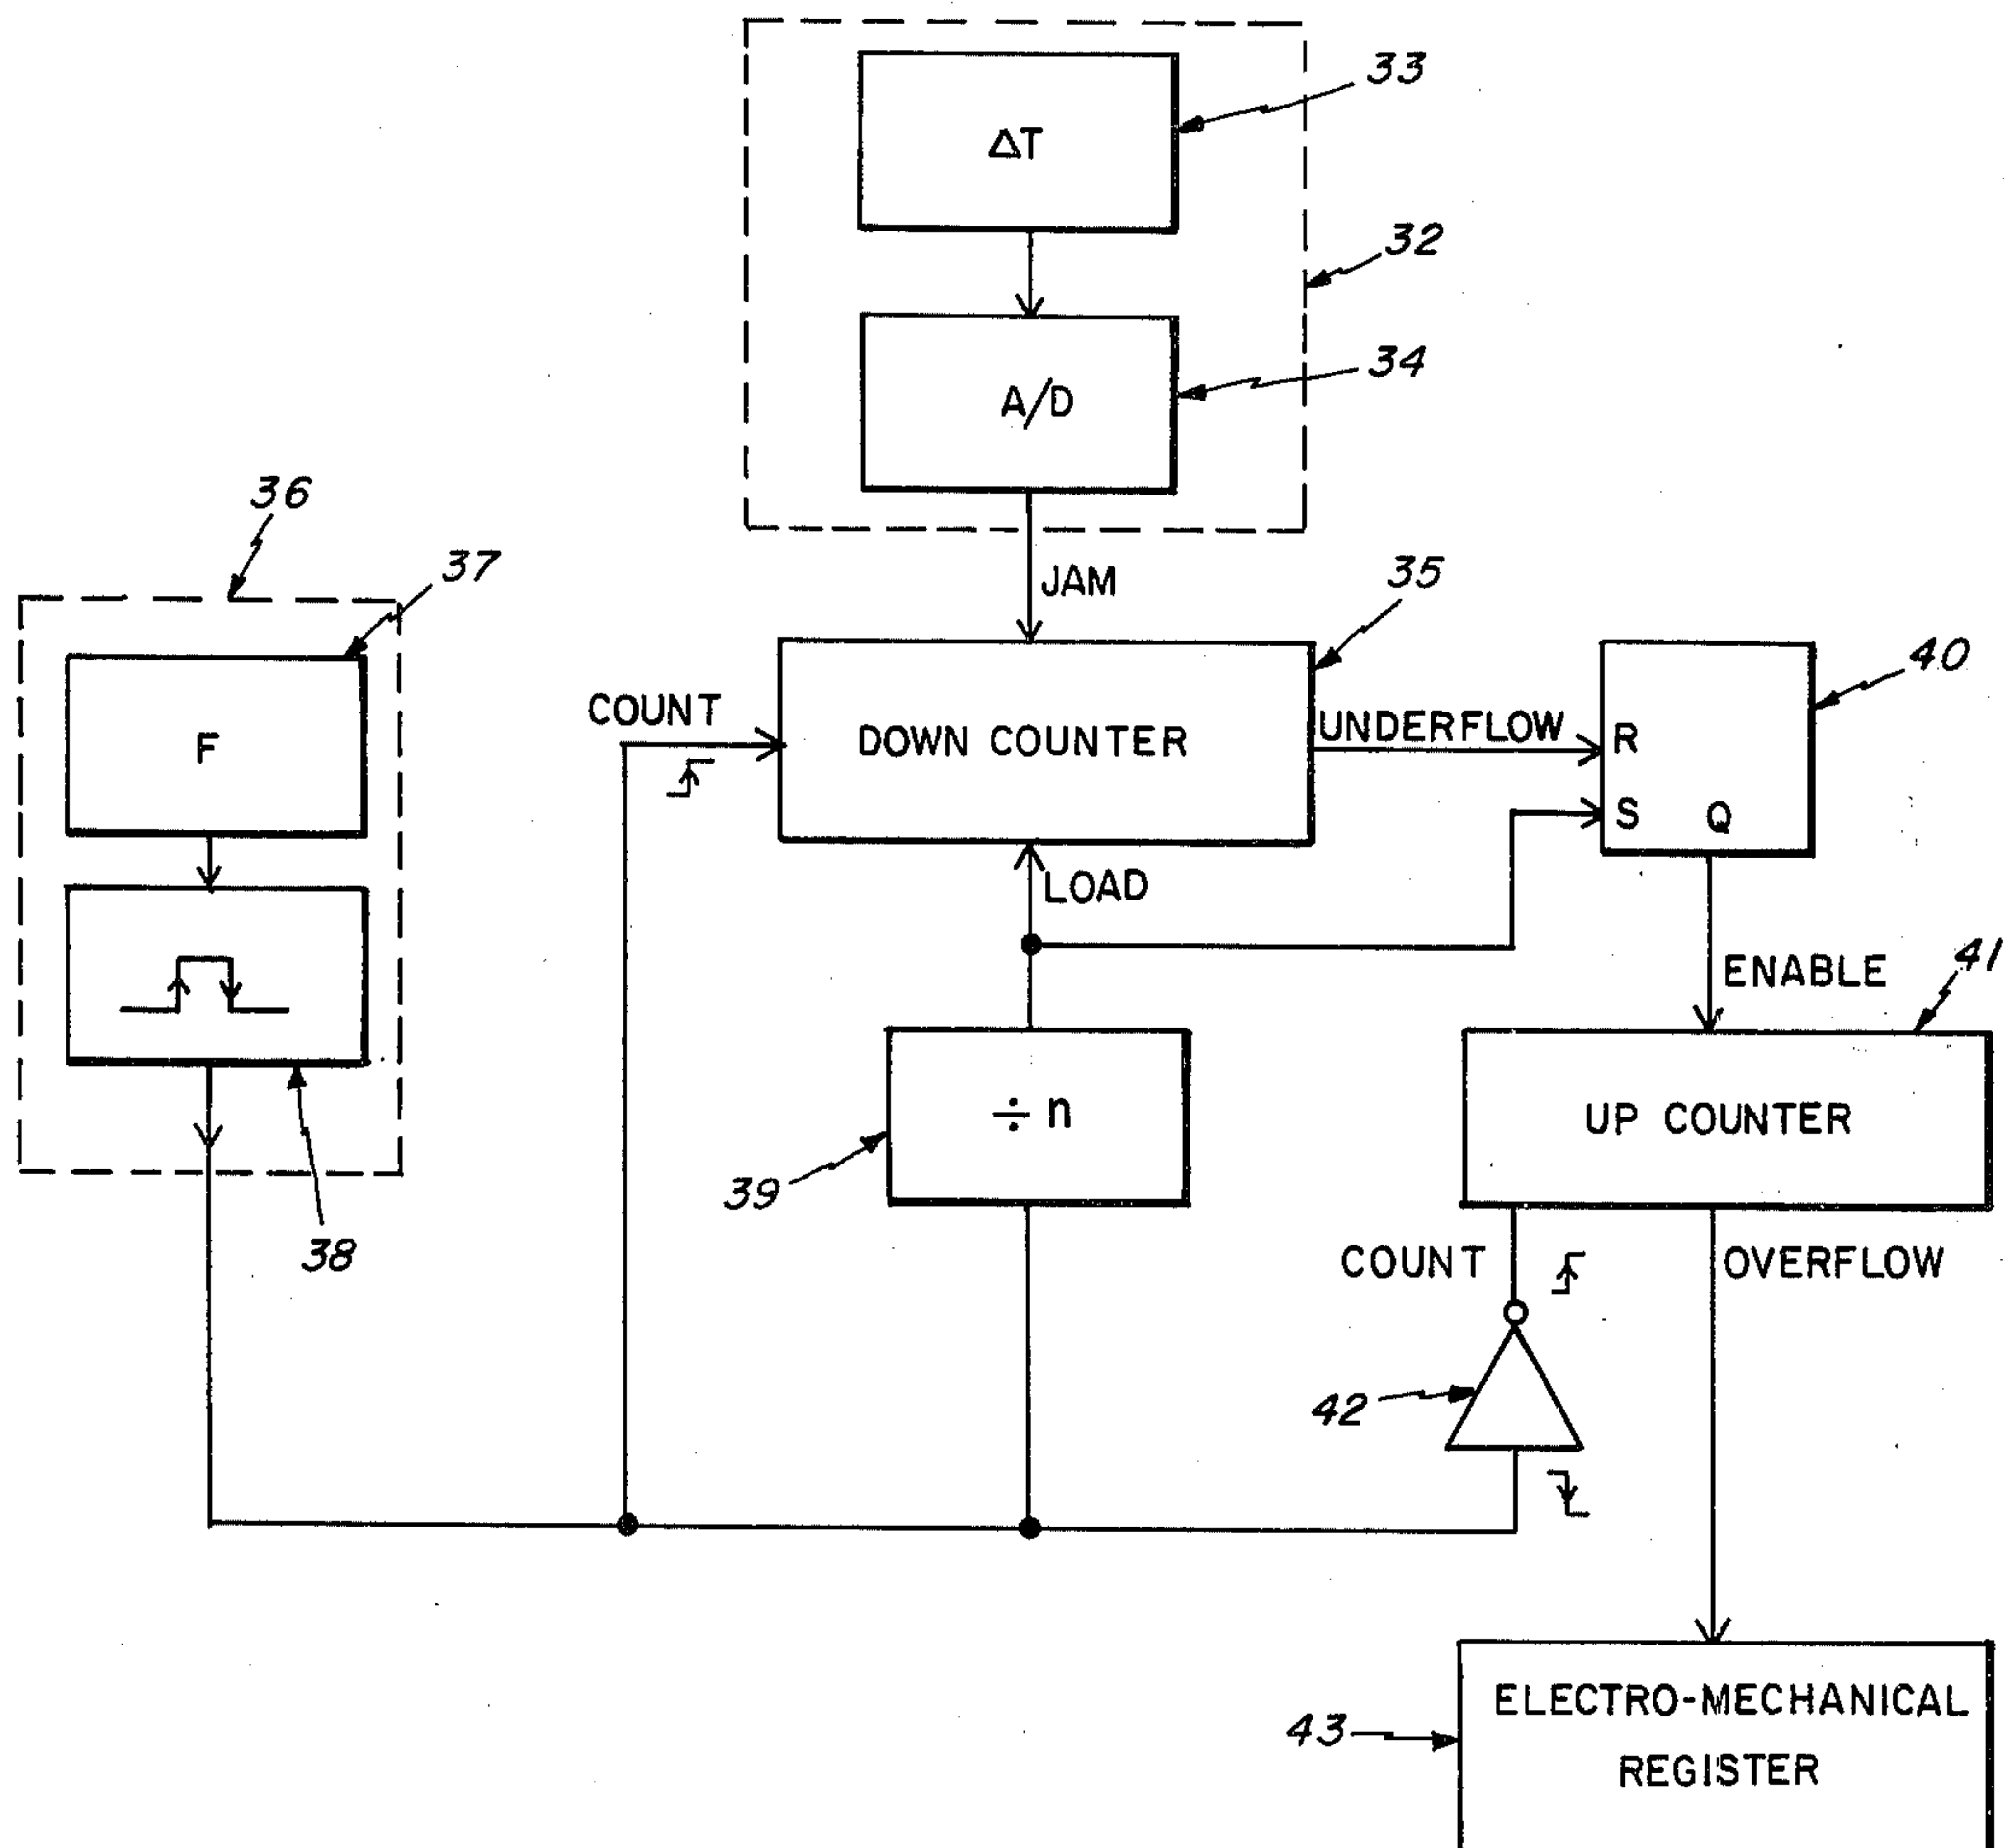 33
ΔT
32
34
A/D
36
JAM
35
37
40
COUNT
F
DOWN COUNTER
UNDERFLOW
R
S
Q
LOAD
41
ENABLE
÷ n
UP COUNTER
39
38
COUNT
OVERFLOW
42
ELECTRO-MECHANICAL
REGISTER
43